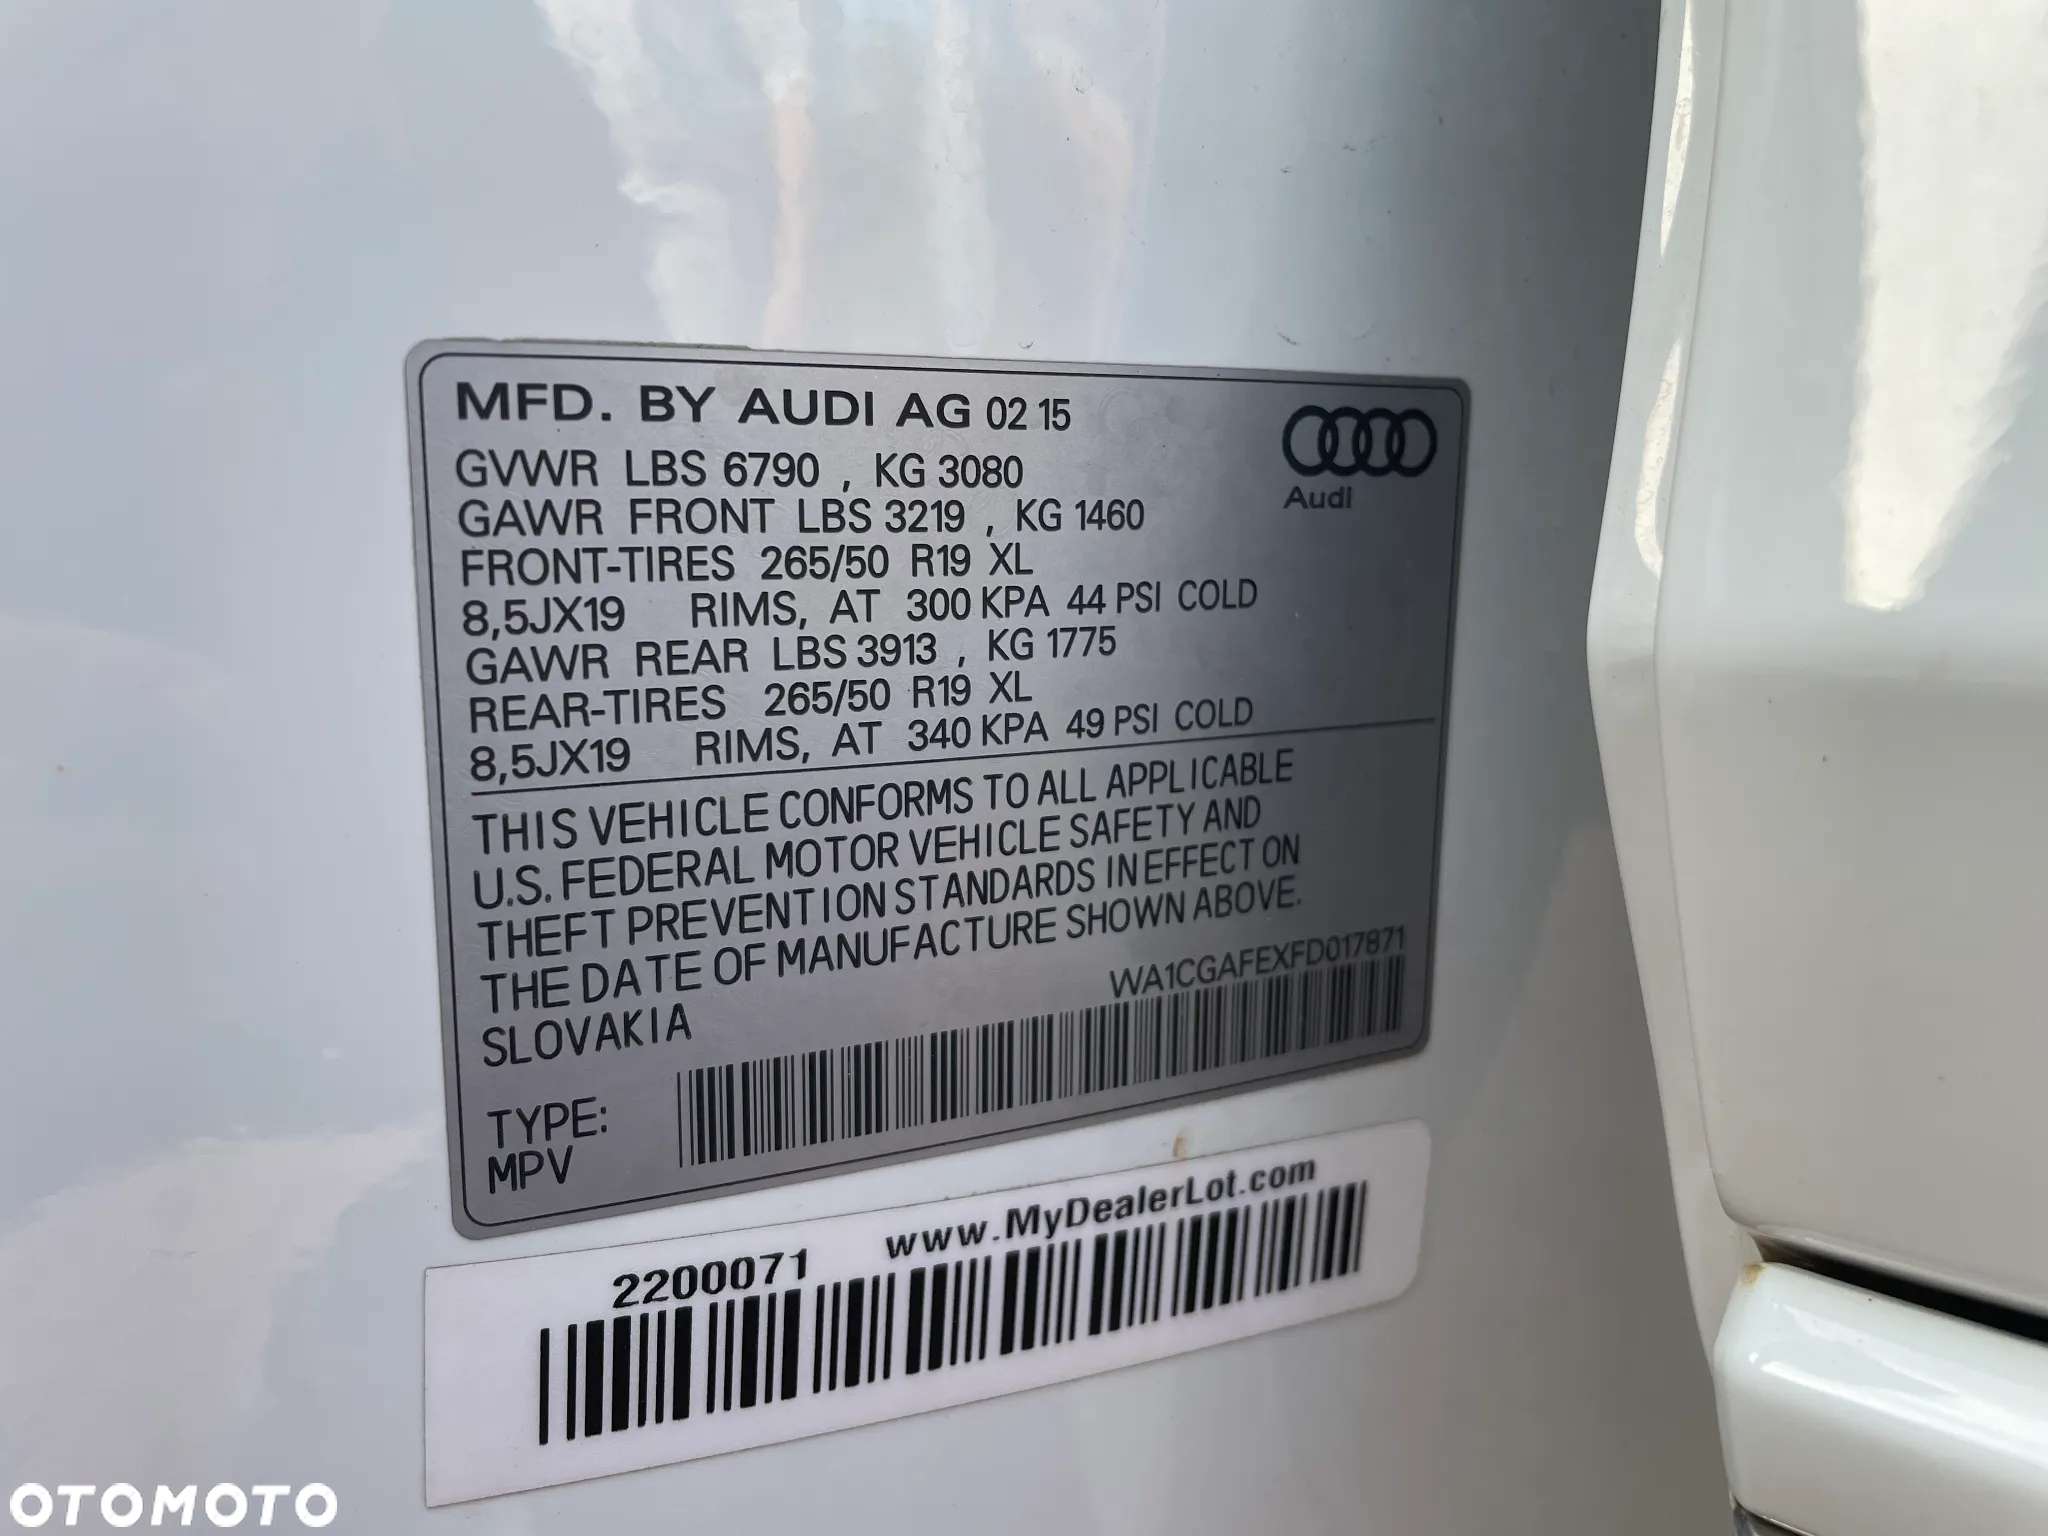 MFD. BY AUDI AG 02 15
GVWR LBS 6790 , KG 3080
GAWR FRONT LBS 3219 , KG 1460
FRONT-TIRES 265/50 R19 XL
8,5JX19 RIMS, AT 300 KPA 44 PSI COLD
GAWR REAR LBS 3913 , KG 1775
REAR-TIRES 265/50 R19 XL
8,5JX19 RIMS, AT 340 KPA 49 PSI COLD
Audi
THIS VEHICLE CONFORMS TO ALL APPLICABLE
U.S. FEDERAL MOTOR VEHICLE SAFETY AND
THEFT PREVENTION STANDARDS IN EFFECT ON
THE DATE OF MANUFACTURE SHOWN ABOVE.
SLOVAKIA
WA1CGAFEXFD017871
TYPE:
MPV
2200071 www.MyDealerLot.com
OTOMOTO